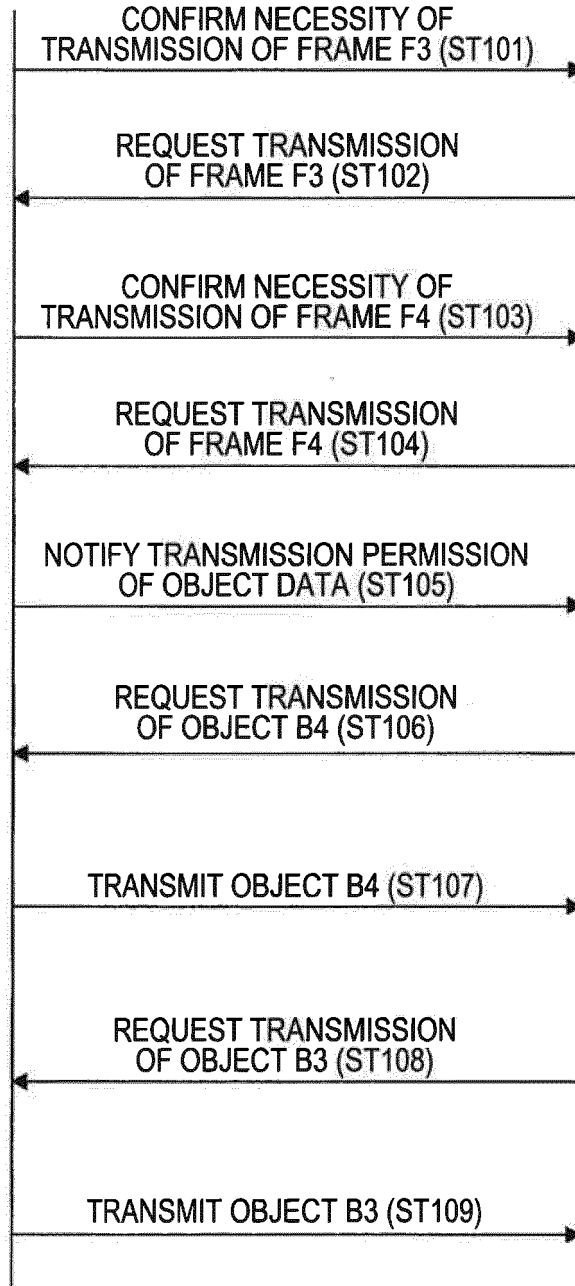 CONFIRM NECESSITY OF
TRANSMISSION OF FRAME F3 (ST101)
REQUEST TRANSMISSION
OF FRAME F3 (ST102)
CONFIRM NECESSITY OF
TRANSMISSION OF FRAME F4 (ST103)
REQUEST TRANSMISSION
OF FRAME F4 (ST104)
NOTIFY TRANSMISSION PERMISSION
OF OBJECT DATA (ST105)
REQUEST TRANSMISSION
OF OBJECT B4 (ST106)
TRANSMIT OBJECT B4 (ST107)
REQUEST TRANSMISSION
OF OBJECT B3 (ST108)
TRANSMIT OBJECT B3 (ST109)